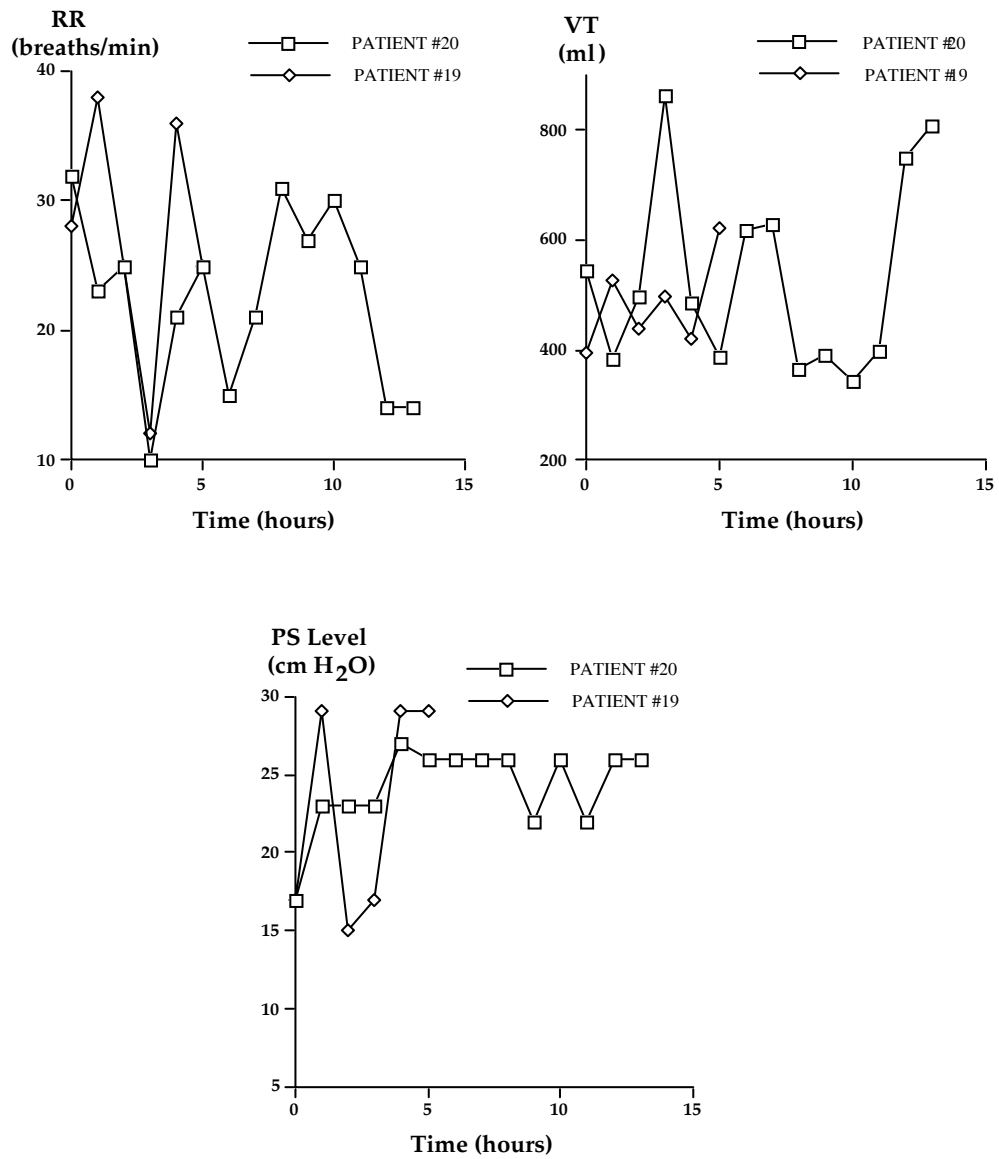 RR
(breaths/min)
PATIENT #20
PATIENT #19
40
30
20
10
0
5
10
15
Time (hours)
VT
(ml)
PATIENT #20
PATIENT #19
800
600
400
200
0
5
10
15
Time (hours)
PS Level
(cm H2O)
PATIENT #20
PATIENT #19
30
25
20
15
10
5
0
5
10
15
Time (hours)